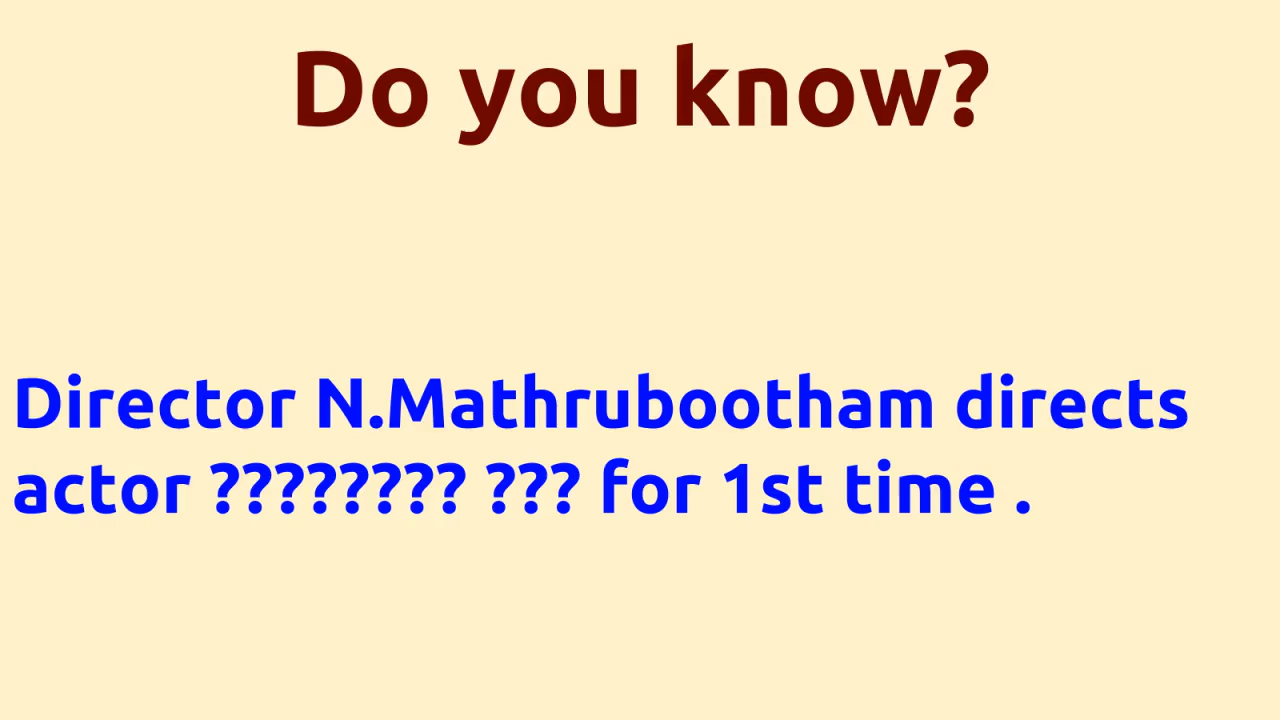 Do you know?
Director N.Mathrubootham directs
actor ???????? ??? for 1st time .